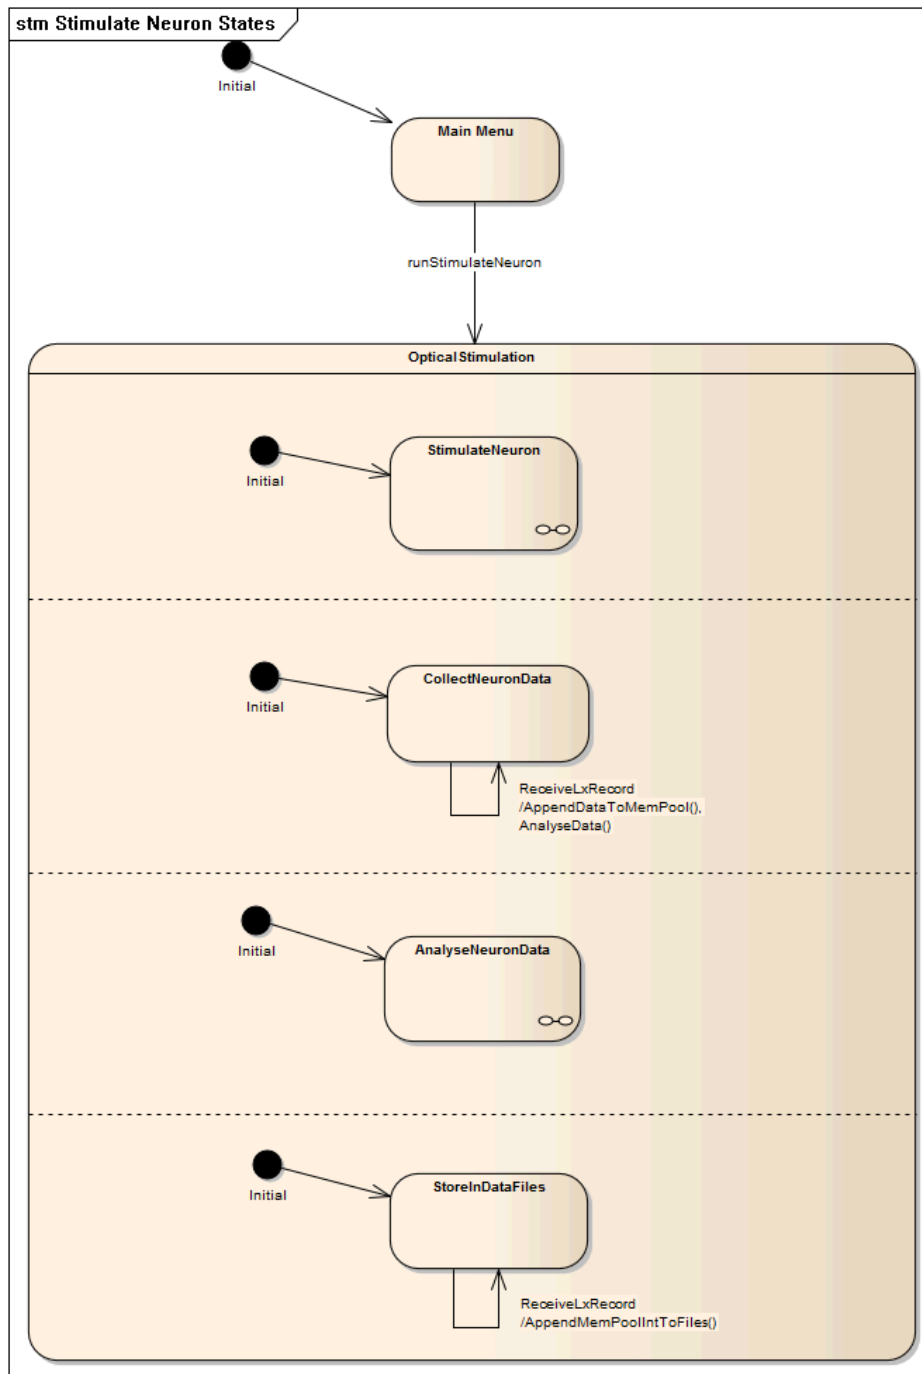 stm Stimulate Neuron States
Initial
Main Menu
runStimulateNeuron
OpticalStimulation
StimulateNeuron
Initial
CollectNeuronData
Initial
ReceiveLxRecord
/AppendDataToMemPool(),
AnalyseData()
AnalyseNeuronData
Initial
StoreInDataFiles
Initial
ReceiveLxRecord
/AppendMemPoolIntToFiles()